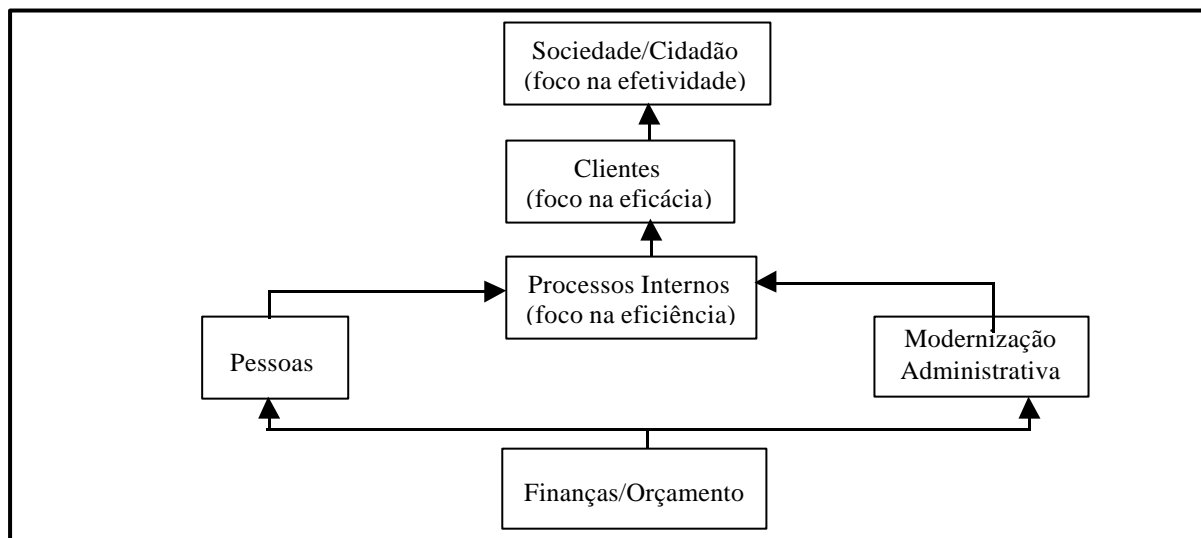 Sociedade/Cidadão
(foco na efetividade)
Clientes
(foco na eficácia)
Processos Internos
(foco na eficiência)
Pessoas
Modernização
Administrativa
Finanças/Orçamento